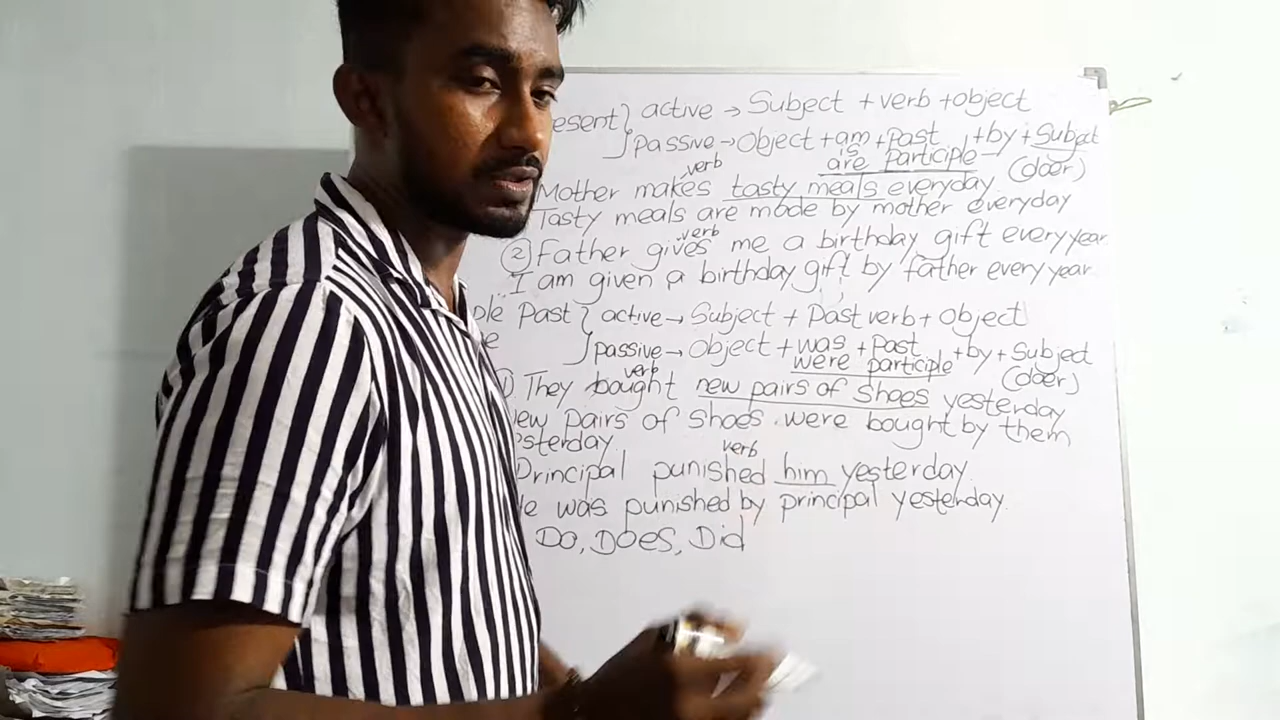 esent } active → Subject + verb + object
Passive → Object + am + Past + by + Subject
is
are participle (doer)
verb
Mother makes tasty meals everyday
Tasty meals are made by mother everyday
verb
② Father gives me a birthday gift every year
I am given a birthday gift by father every year
ple Past } active → Subject + Past verb + object
e
passive → Object + was + Past + by + Subject
were participle (doer)
verb
1) They bought new pairs of Shoes yesterday
ew pairs of Shoes were bought by them
sterday
verb
Principal punished him yesterday.
e was punished by principal yesterday.
Do, Does, Did